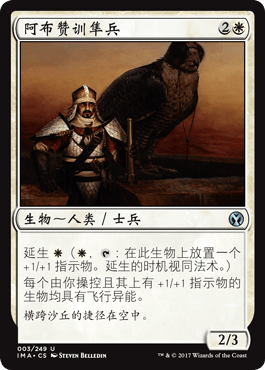 阿布赞训隼兵 2
生物～人类／士兵
延生（，：在此生物上放置一个
+1/+1 指示物。延生的时机视同法术。）
每个由你操控且其上有 +1/+1 指示物的
生物均具有飞行异能。
横跨沙丘的捷径在空中。
2/3
003/249 U
IMA • CS Steven Belledin
™ & © 2017 Wizards of the Coast